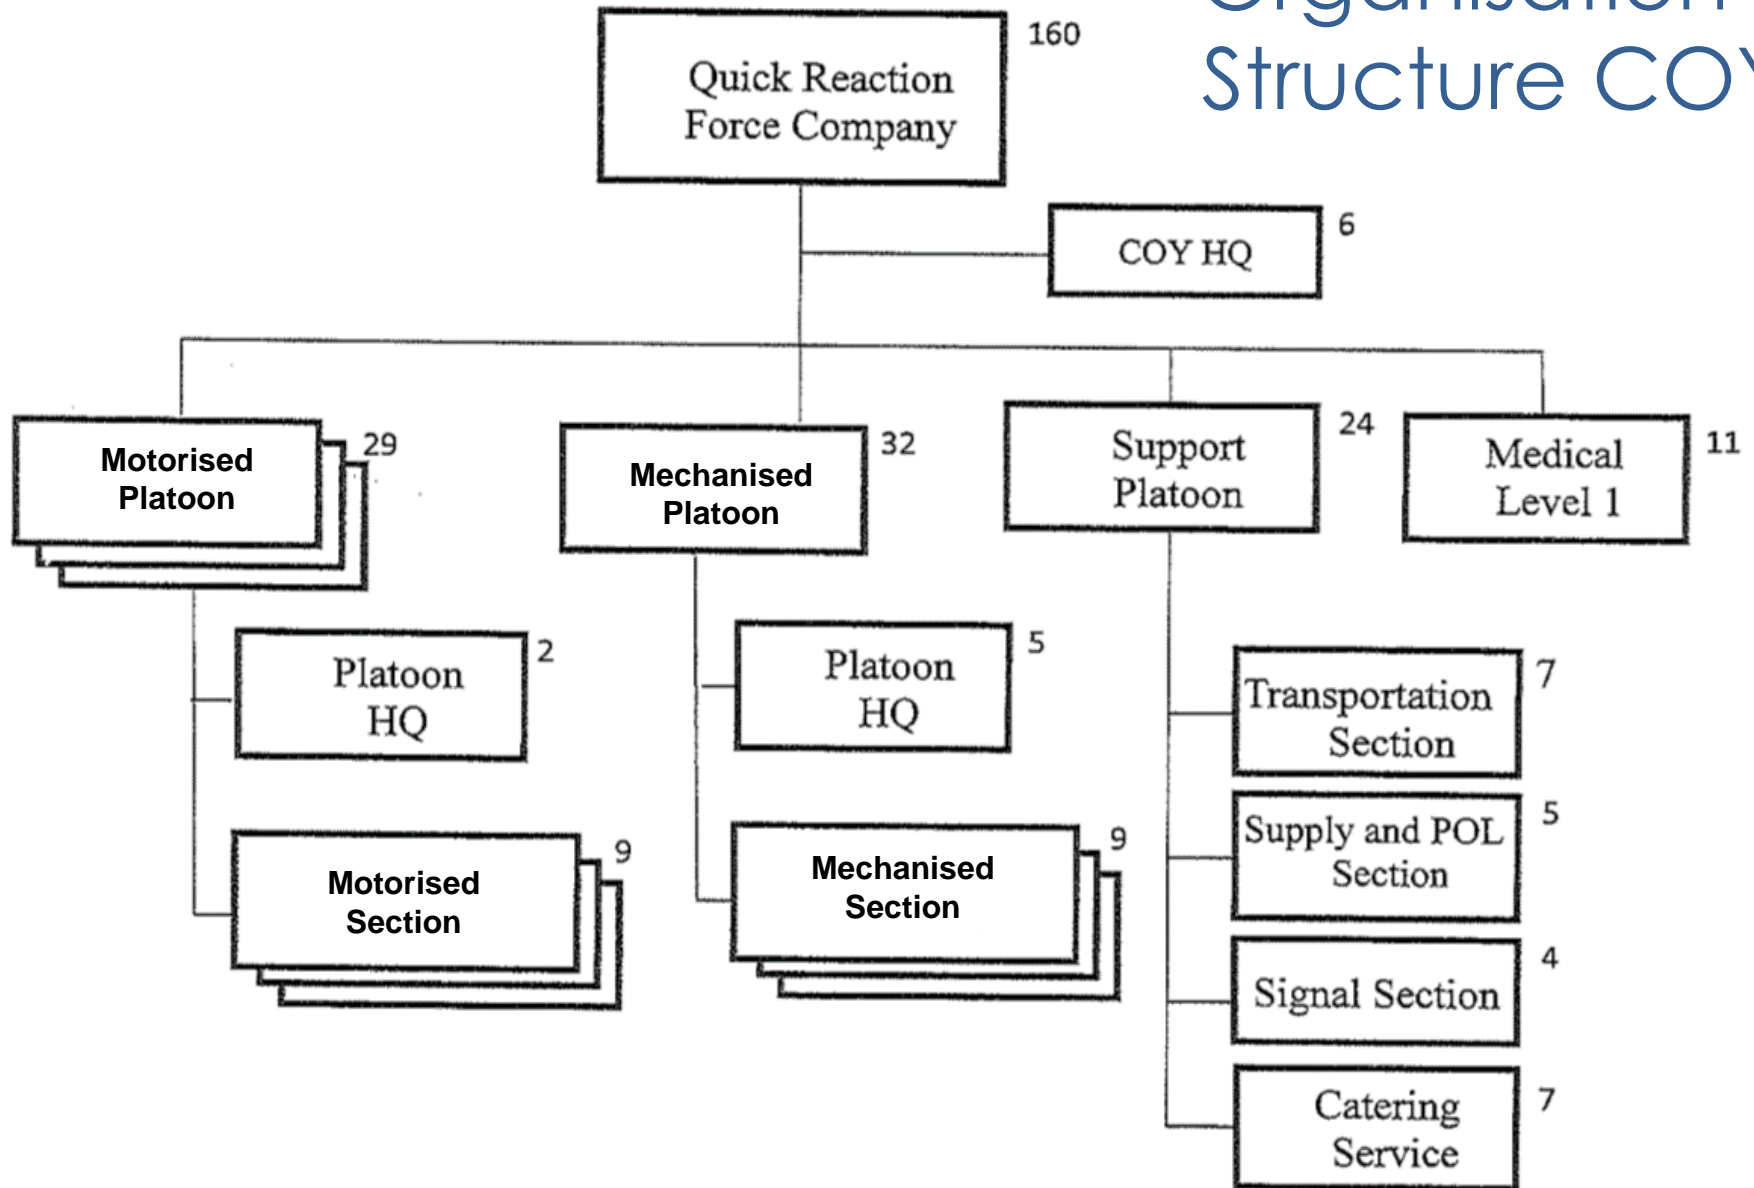 Organisation
Structure COY
160
Quick Reaction
Force Company
6
COY HQ
29
Motorised
Platoon
32
Mechanised
Platoon
24
Support
Platoon
11
Medical
Level 1
2
Platoon
HQ
5
Platoon
HQ
7
Transportation
Section
9
Motorised
Section
9
Mechanised
Section
5
Supply and POL
Section
4
Signal Section
7
Catering
Service